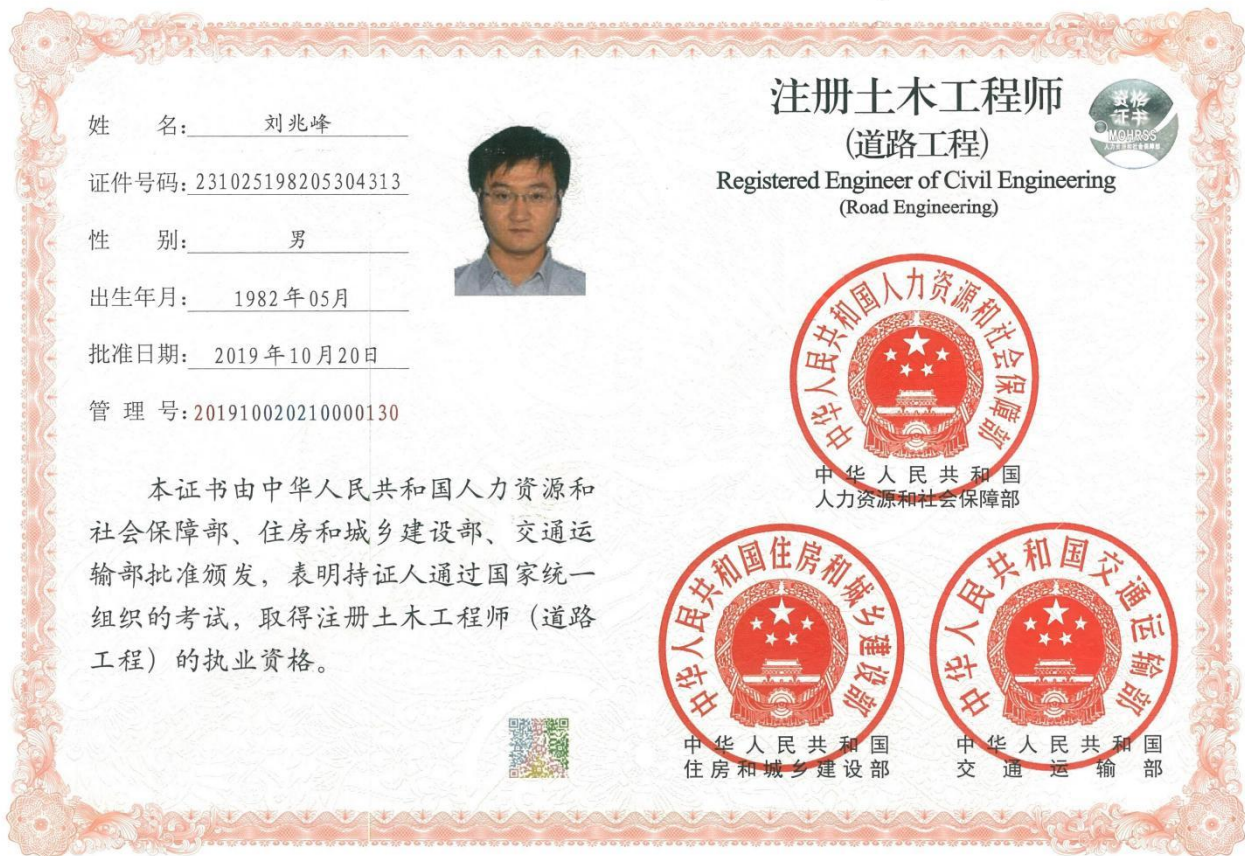 姓 名: 刘兆峰
证件号码: 231025198205304313
性 别: 男
出生年月: 1982年05月
批准日期: 2019年10月20日
管 理 号: 201910020210000130
本证书由中华人民共和国人力资源和
社会保障部、住房和城乡建设部、交通运
输部批准颁发，表明持证人通过国家统一
组织的考试，取得注册土木工程师（道路
工程）的执业资格。
注册土木工程师
(道路工程)
Registered Engineer of Civil Engineering
(Road Engineering)
资格
证书
MOHRSS
人力资源和社会保障部
中华人民共和国人力资源和社会保障部
中华人民共和国
人力资源和社会保障部
中华人民共和国住房和城乡建设部
中华人民共和国
住房和城乡建设部
中华人民共和国交通运输部
中华人民共和国
交通运输部